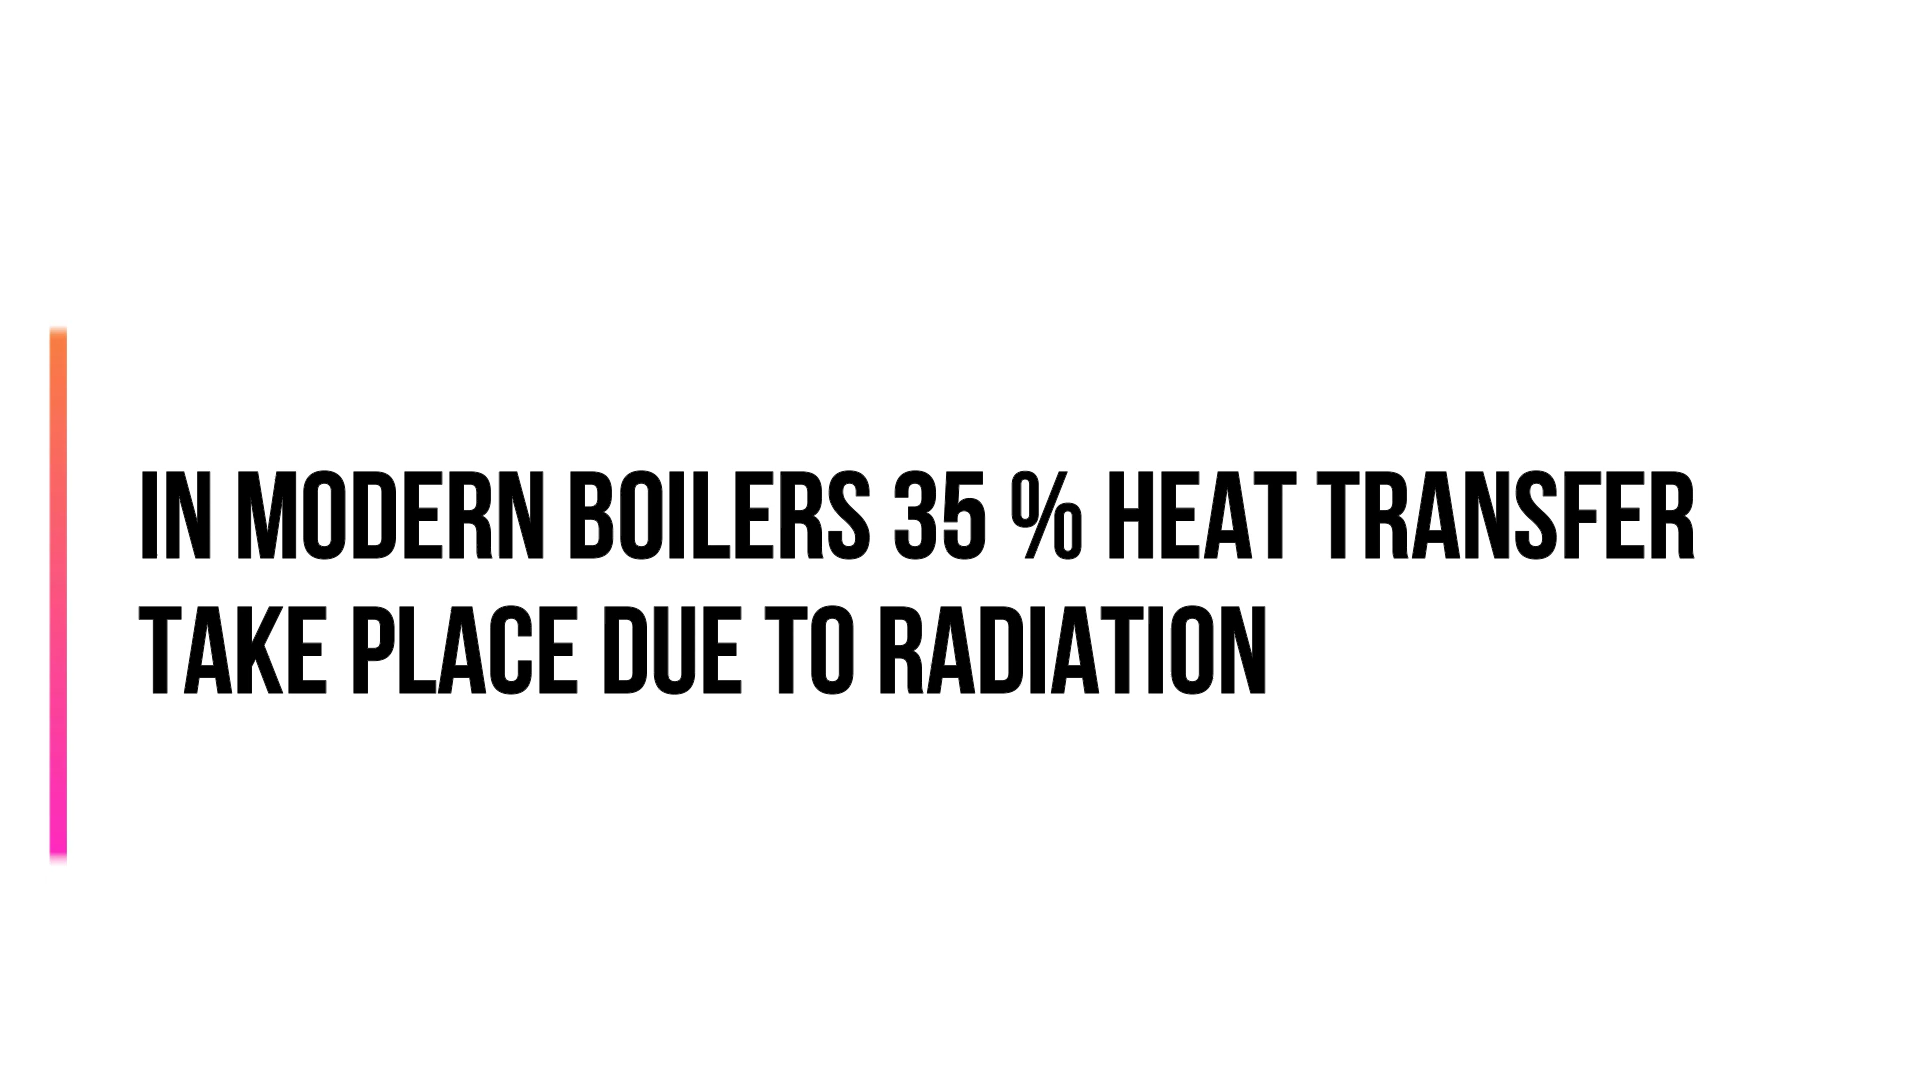 IN MODERN BOILERS 35 % HEAT TRANSFER
TAKE PLACE DUE TO RADIATION